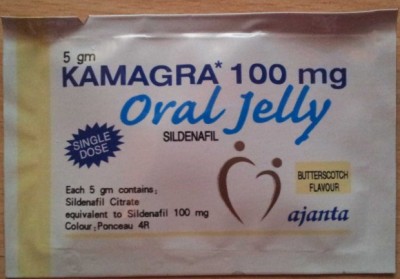 5 gm
KAMAGRA* 100 mg
Oral Jelly
SILDENAFIL
SINGLE
DOSE
Each 5 gm contains:
Sildenafil Citrate
equivalent to Sildenafil 100 mg
Colour: Ponceau 4R
BUTTERSCOTCH
FLAVOUR
ajanta